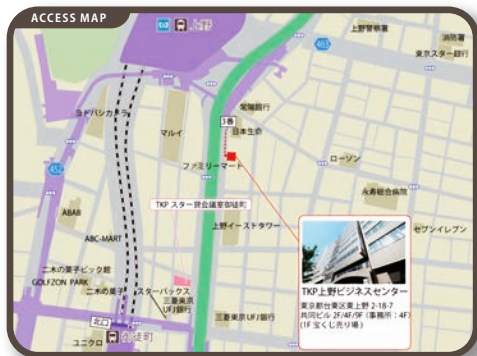 ACCESS MAP
上野
上野警察署
消防署
463
東京スター銀行
常陽銀行
ヨドバシカメラ
3番
日本生命
マルイ
ファミリーマート
ローソン
452
永寿総合病院
TKP スター貸会議室御徒町
ABAB
上野イーストタワー
セブンイレブン
ABC-MART
二木の菓子ビック館
GOLFZON PARK
二木の菓子
スターバックス
三菱東京
UFJ銀行
三菱東京UFJ銀行
北口
御徒町
ユニクロ
TKP上野ビジネスセンター
東京都台東区東上野 2-18-7
共同ビル 2F/4F/9F (事務所：4F)
(1F 宝くじ売り場)